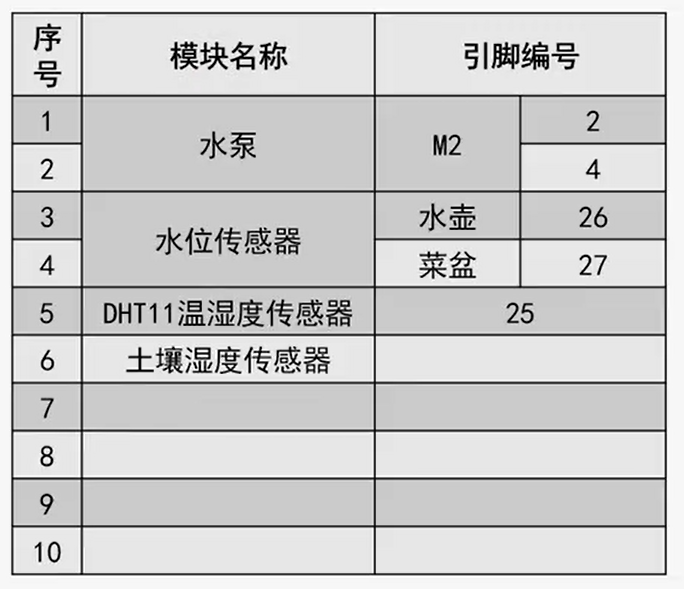 序号 模块名称 引脚编号
1 水泵 M2 2
2 4
3 水位传感器 水壶 26
4 菜盆 27
5 DHT11温湿度传感器 25
6 土壤湿度传感器
7
8
9
10